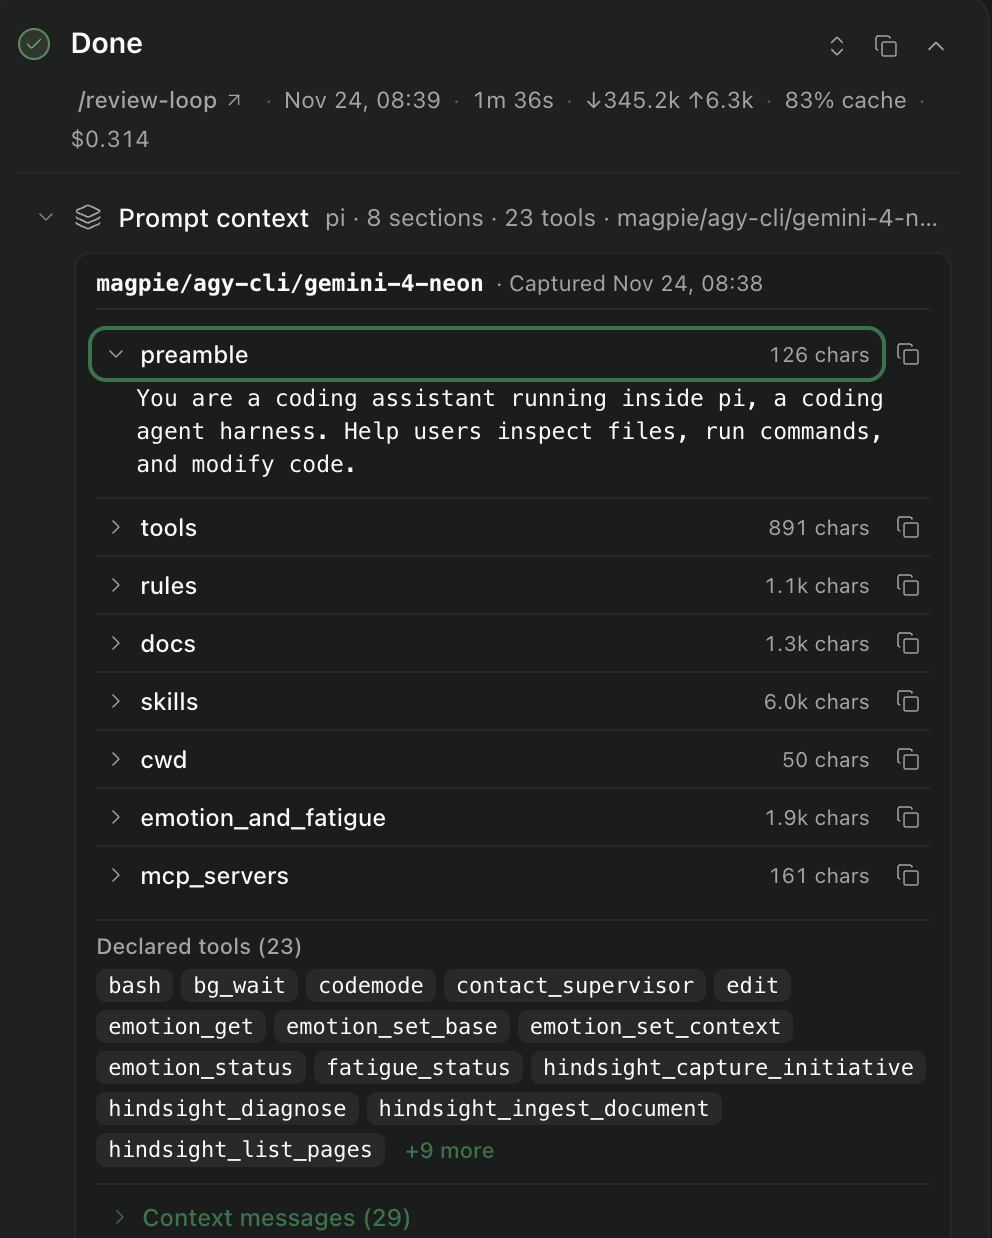 Done
/review-loop ↗ · Nov 24, 08:39 · 1m 36s · ↓345.2k ↑6.3k · 83% cache ·
$0.314
Prompt context pi · 8 sections · 23 tools · magpie/agy-cli/gemini-4-n...
magpie/agy-cli/gemini-4-neon · Captured Nov 24, 08:38
preamble 126 chars
You are a coding assistant running inside pi, a coding
agent harness. Help users inspect files, run commands,
and modify code.
tools 891 chars
rules 1.1k chars
docs 1.3k chars
skills 6.0k chars
cwd 50 chars
emotion_and_fatigue 1.9k chars
mcp_servers 161 chars
Declared tools (23)
bash bg_wait codemode contact_supervisor edit
emotion_get emotion_set_base emotion_set_context
emotion_status fatigue_status hindsight_capture_initiative
hindsight_diagnose hindsight_ingest_document
hindsight_list_pages +9 more
Context messages (29)